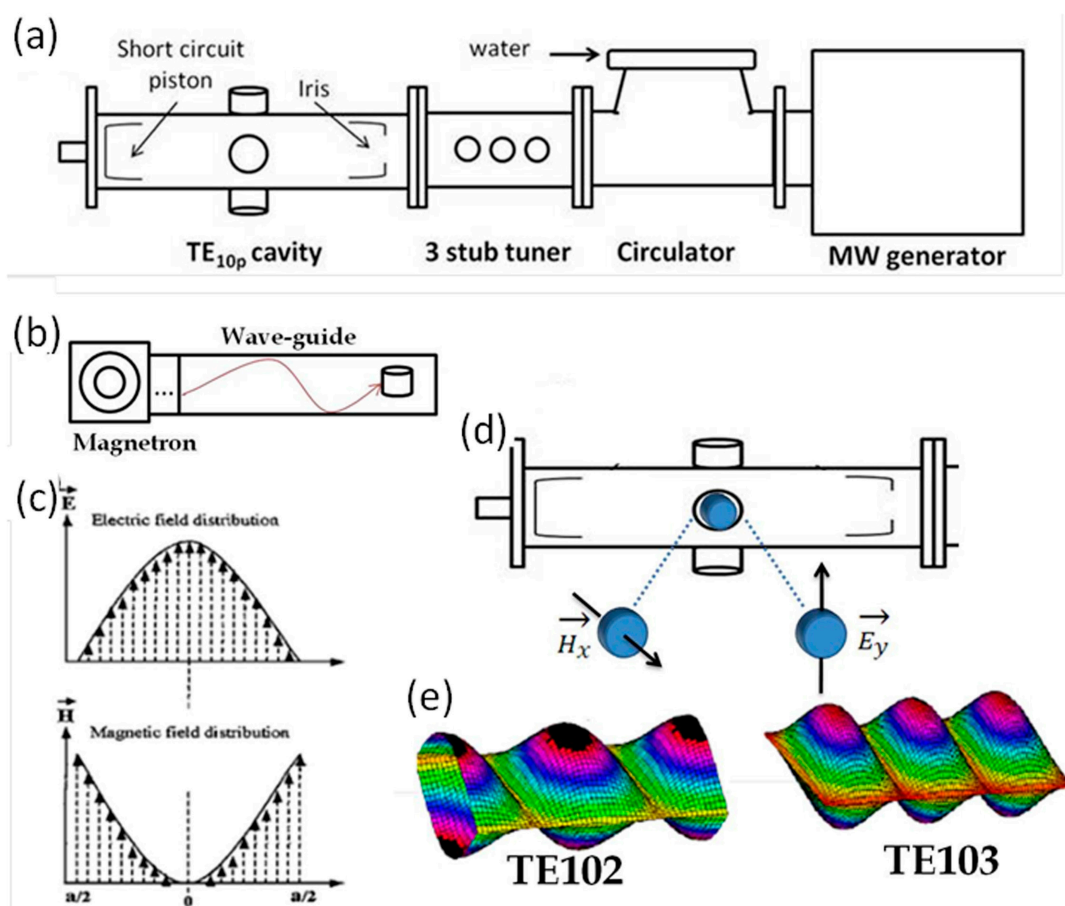 (a)
Short circuit
piston
Iris
water
TE10p cavity
3 stub tuner
Circulator
MW generator
(b)
Wave-guide
...
Magnetron
(c)
E
Electric field distribution
H
Magnetic field distribution
a/2
0
a/2
(d)
Hx
Ey
(e)
TE102
TE103